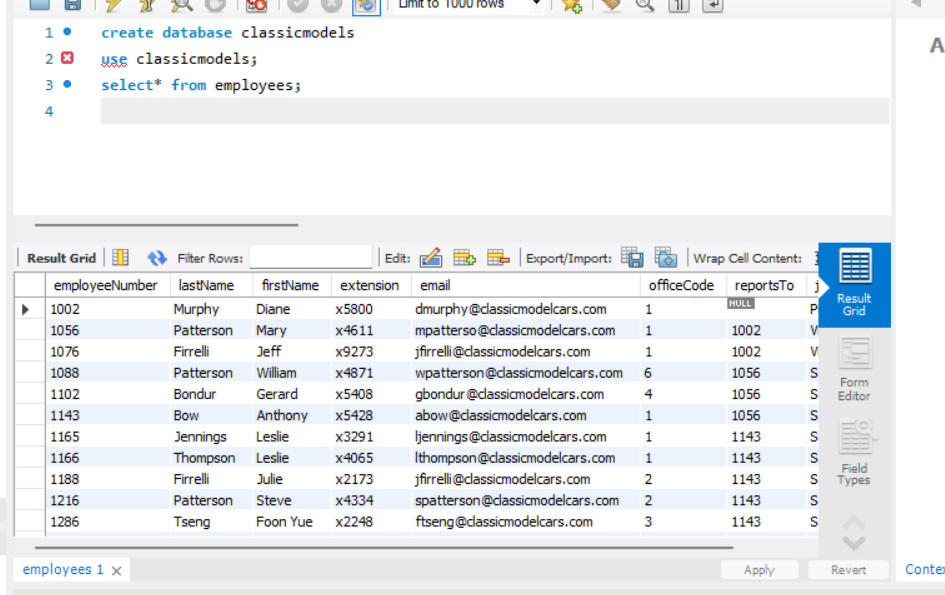 Limit to 1000 rows
1 create database classicmodels
2 use classicmodels;
3 select* from employees;
4
A
Result Grid Filter Rows: Edit: Export/Import: Wrap Cell Content:
employeeNumber lastName firstName extension email officeCode reportsTo j
1002 Murphy Diane x5800 dmurphy@classicmodelcars.com 1 NULL P
1056 Patterson Mary x4611 mpatterso@classicmodelcars.com 1 1002 V
1076 Firrelli Jeff x9273 jfirrelli@classicmodelcars.com 1 1002 V
1088 Patterson William x4871 wpatterson@classicmodelcars.com 6 1056 S
1102 Bondur Gerard x5408 gbondur@classicmodelcars.com 4 1056 S
1143 Bow Anthony x5428 abow@classicmodelcars.com 1 1056 S
1165 Jennings Leslie x3291 ljennings@classicmodelcars.com 1 1143 S
1166 Thompson Leslie x4065 lthompson@classicmodelcars.com 1 1143 S
1188 Firrelli Julie x2173 jfirrelli@classicmodelcars.com 2 1143 S
1216 Patterson Steve x4334 spatterson@classicmodelcars.com 2 1143 S
1286 Tseng Foon Yue x2248 ftseng@classicmodelcars.com 3 1143 S
Result
Grid
Form
Editor
Field
Types
employees 1
Apply Revert
Contex